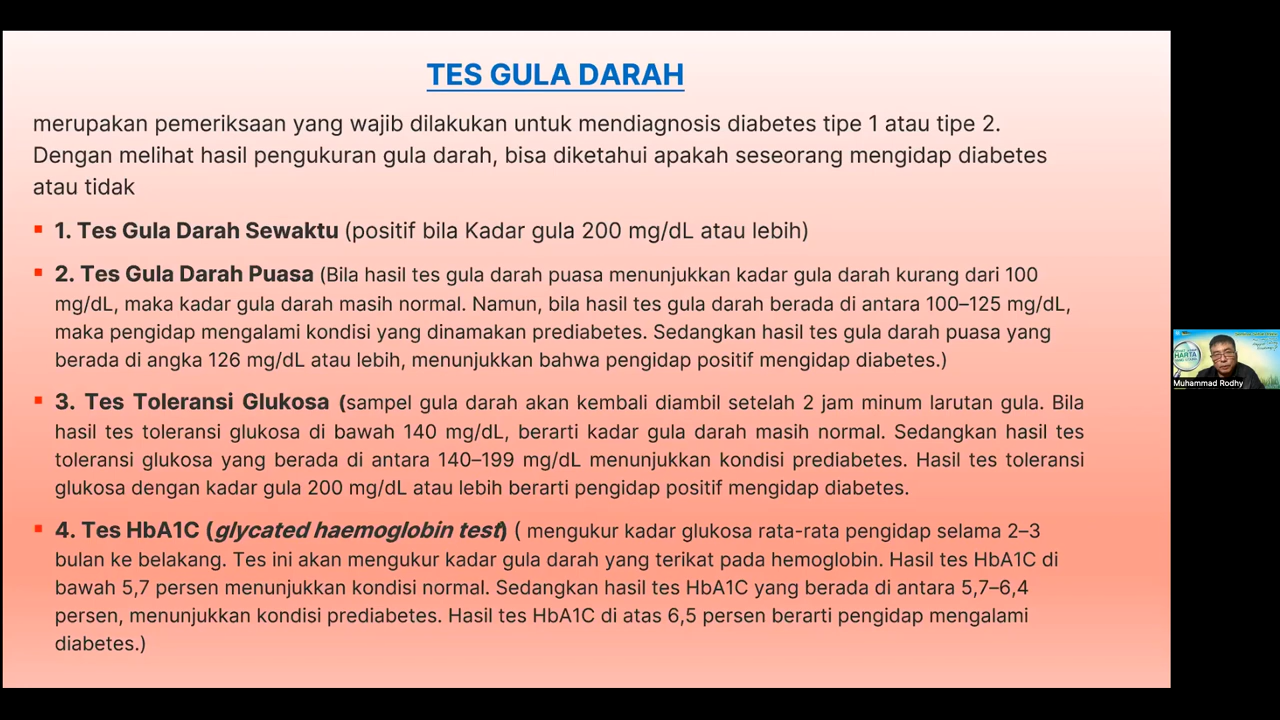 TES GULA DARAH
merupakan pemeriksaan yang wajib dilakukan untuk mendiagnosis diabetes tipe 1 atau tipe 2.
Dengan melihat hasil pengukuran gula darah, bisa diketahui apakah seseorang mengidap diabetes
atau tidak
1. Tes Gula Darah Sewaktu (positif bila Kadar gula 200 mg/dL atau lebih)
2. Tes Gula Darah Puasa (Bila hasil tes gula darah puasa menunjukkan kadar gula darah kurang dari 100
mg/dL, maka kadar gula darah masih normal. Namun, bila hasil tes gula darah berada di antara 100–125 mg/dL,
maka pengidap mengalami kondisi yang dinamakan prediabetes. Sedangkan hasil tes gula darah puasa yang
berada di angka 126 mg/dL atau lebih, menunjukkan bahwa pengidap positif mengidap diabetes.)
3. Tes Toleransi Glukosa (sampel gula darah akan kembali diambil setelah 2 jam minum larutan gula. Bila
hasil tes toleransi glukosa di bawah 140 mg/dL, berarti kadar gula darah masih normal. Sedangkan hasil tes
toleransi glukosa yang berada di antara 140–199 mg/dL menunjukkan kondisi prediabetes. Hasil tes toleransi
glukosa dengan kadar gula 200 mg/dL atau lebih berarti pengidap positif mengidap diabetes.
4. Tes HbA1C (glycated haemoglobin test) ( mengukur kadar glukosa rata-rata pengidap selama 2–3
bulan ke belakang. Tes ini akan mengukur kadar gula darah yang terikat pada hemoglobin. Hasil tes HbA1C di
bawah 5,7 persen menunjukkan kondisi normal. Sedangkan hasil tes HbA1C yang berada di antara 5,7–6,4
persen, menunjukkan kondisi prediabetes. Hasil tes HbA1C di atas 6,5 persen berarti pengidap mengalami
diabetes.)
HARTA
Muhammad Rodhy